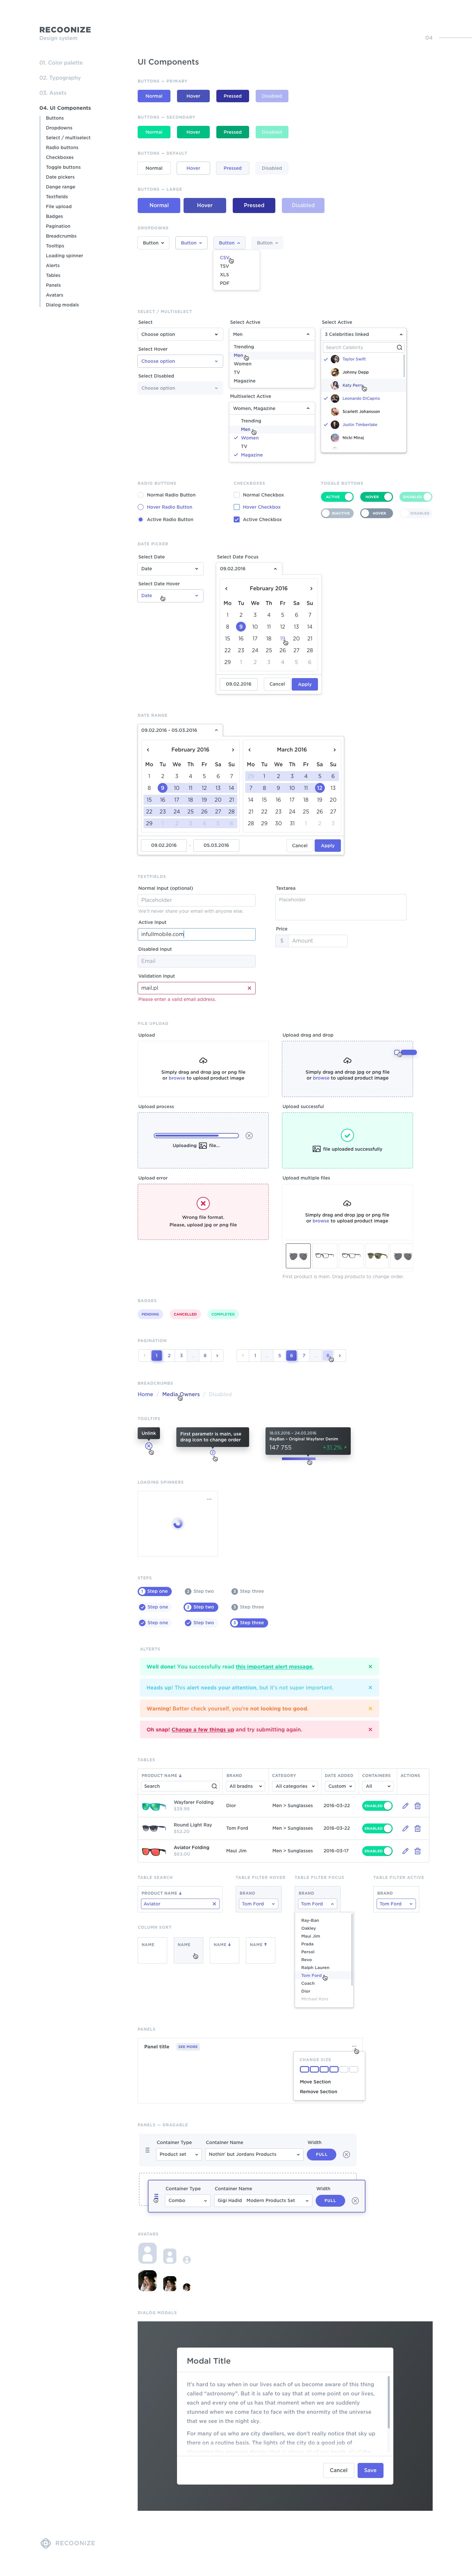 RECOONIZE
Design system
04
01. Color palette
02. Typography
03. Assets
04. UI Components
Buttons
Dropdowns
Select / multiselect
Radio buttons
Checkboxes
Toggle buttons
Date pickers
Dange range
Textfields
File upload
Badges
Pagination
Breadcrumbs
Tooltips
Loading spinner
Alerts
Tables
Panels
Avatars
Dialog modals
UI Components
BUTTONS — PRIMARY
Normal Hover Pressed Disabled
BUTTONS — SECONDARY
Normal Hover Pressed Disabled
BUTTONS — DEFAULT
Normal Hover Pressed Disabled
BUTTONS — LARGE
Normal Hover Pressed Disabled
DROPDOWNS
Button Button Button Button
CSV
TSV
XLS
PDF
SELECT / MULTISELECT
Select
Choose option
Select Hover
Choose option
Select Disabled
Choose option
Select Active
Men
Trending
Men
Women
TV
Magazine
Multiselect Active
Women, Magazine
Trending
Men
Women
TV
Magazine
Select Active
3 Celebrities linked
Search Celebrity
Taylor Swift
Johnny Depp
Katy Perry
Leonardo DiCaprio
Scarlett Johansson
Justin Timberlake
Nicki Minaj
RADIO BUTTONS
Normal Radio Button
Hover Radio Button
Active Radio Button
CHECKBOXES
Normal Checkbox
Hover Checkbox
Active Checkbox
TOGGLE BUTTONS
ACTIVE HOVER DISABLED
INACTIVE HOVER DISABLED
DATE PICKER
Select Date
Date
Select Date Hover
Date
Select Date Focus
09.02.2016
February 2016
Mo Tu We Th Fr Sa Su
1 2 3 4 5 6 7
8 9 10 11 12 13 14
15 16 17 18 19 20 21
22 23 24 25 26 27 28
29 1 2 3 4 5 6
09.02.2016 Cancel Apply
DATE RANGE
09.02.2016 - 05.03.2016
February 2016
Mo Tu We Th Fr Sa Su
1 2 3 4 5 6 7
8 9 10 11 12 13 14
15 16 17 18 19 20 21
22 23 24 25 26 27 28
29 1 2 3 4 5 6
March 2016
Mo Tu We Th Fr Sa Su
29 1 2 3 4 5 6
7 8 9 10 11 12 13
14 15 16 17 18 19 20
21 22 23 24 25 26 27
28 29 30 31 1 2 3
09.02.2016 - 05.03.2016 Cancel Apply
TEXTFIELDS
Normal Input (optional)
Placeholder
We'll never share your email with anyone else.
Active Input
infullmobile.com
Disabled Input
Email
Validation Input
mail.pl
Please enter a valid email address.
Textarea
Placeholder
Price
$ Amount
FILE UPLOAD
Upload
Simply drag and drop jpg or png file
or browse to upload product image
Upload drag and drop
Simply drag and drop jpg or png file
or browse to upload product image
Upload process
Uploading file...
Upload successful
file uploaded successfully
Upload error
Wrong file format.
Please, upload jpg or png file
Upload multiple files
Simply drag and drop jpg or png file
or browse to upload product image
First product is main. Drag products to change order.
BADGES
PENDING CANCELLED COMPLETED
PAGINATION
1 2 3 ... 8
1 ... 5 6 7 ... 8
BREADCRUMBS
Home / Media Owners / Disabled
TOOLTIPS
Unlink
First parametr is main, use
drag icon to change order
18.03.2016 – 24.03.2016
RayBan - Original Wayfarer Denim
147 755 +31.2%
LOADING SPINNERS
STEPS
1 Step one 2 Step two 3 Step three
Step one 2 Step two 3 Step three
Step one Step two 3 Step three
ALTERTS
Well done! You successfully read this important alert message.
Heads up! This alert needs your attention, but it's not super important.
Warning! Better check yourself, you're not looking too good.
Oh snap! Change a few things up and try submitting again.
TABLES
PRODUCT NAME BRAND CATEGORY DATE ADDED CONTAINERS ACTIONS
Search All bradns All categories Custom All
Wayfarer Folding
$39.99
Dior Men > Sunglasses 2016-03-22 ENABLED
Round Light Ray
$52.20
Tom Ford Men > Sunglasses 2016-03-22 ENABLED
Aviator Folding
$63.00
Maui Jim Men > Sunglasses 2016-03-17 ENABLED
TABLE SEARCH
PRODUCT NAME
Aviator
TABLE FILTER HOVER
BRAND
Tom Ford
TABLE FILTER FOCUS
BRAND
Tom Ford
Ray-Ban
Oakley
Maui Jim
Prada
Persol
Revo
Ralph Lauren
Tom Ford
Coach
Dior
Michael Kors
TABLE FILTER ACTIVE
BRAND
Tom Ford
COLUMN SORT
NAME NAME NAME NAME
PANELS
Panel title SEE MORE
CHANGE SIZE
Move Section
Remove Section
PANELS — DRAGABLE
Container Type Container Name Width
Product set Nothin' but Jordans Products FULL
Container Type Container Name Width
Combo Gigi Hadid Modern Products Set FULL
AVATARS
DIALOG MODALS
Modal Title
It's hard to say when in our lives each of us become aware of this thing
called "astronomy". But it is safe to say that at some point on our lives,
each and every one of us has that moment when we are suddenly
stunned when we come face to face with the enormity of the universe
that we see in the night sky.
For many of us who are city dwellers, we don't really notice that sky up
there on a routine basis. The lights of the city do a good job of
Cancel Save
RECOONIZE